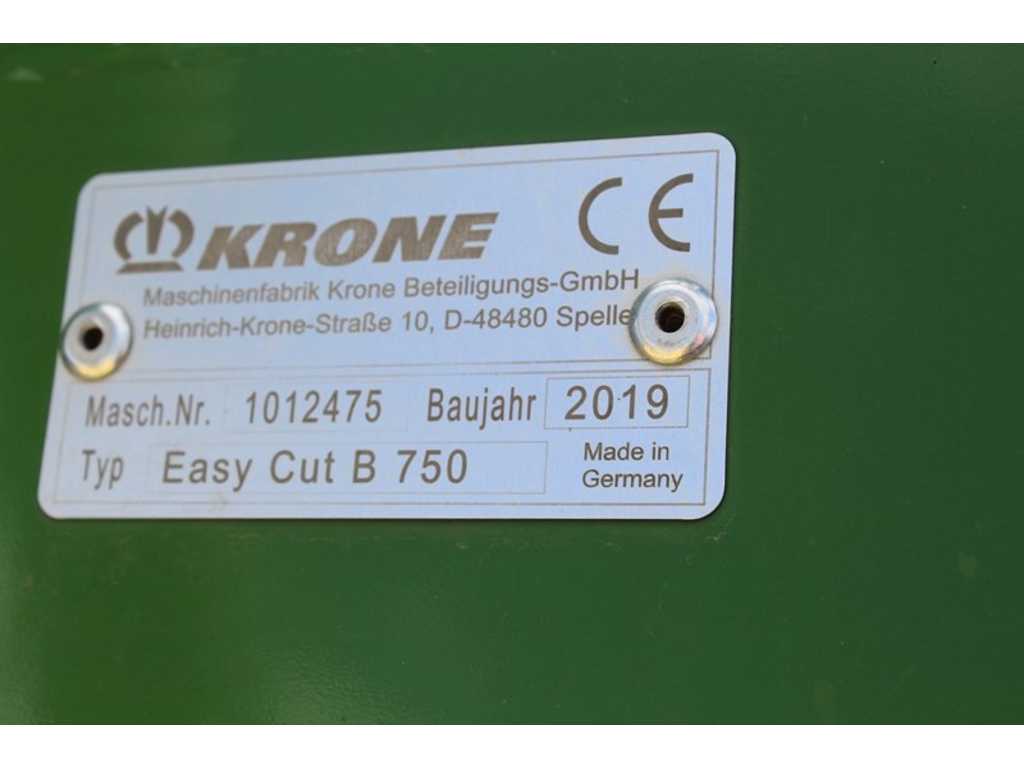 KRONE CE
Maschinenfabrik Krone Beteiligungs-GmbH
Heinrich-Krone-Straße 10, D-48480 Spelle
Masch.Nr. 1012475 Baujahr 2019
Typ Easy Cut B 750 Made in
Germany